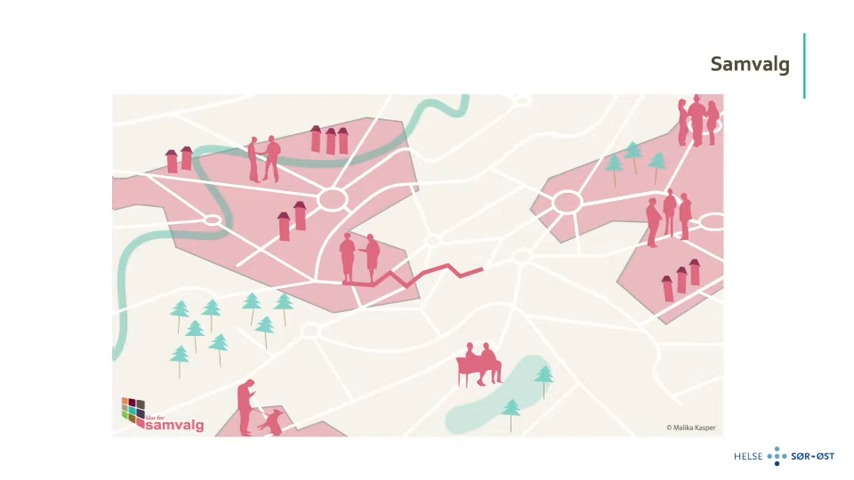 Samvalg
klar for
samvalg
© Malika Kasper
HELSE SØR-ØST